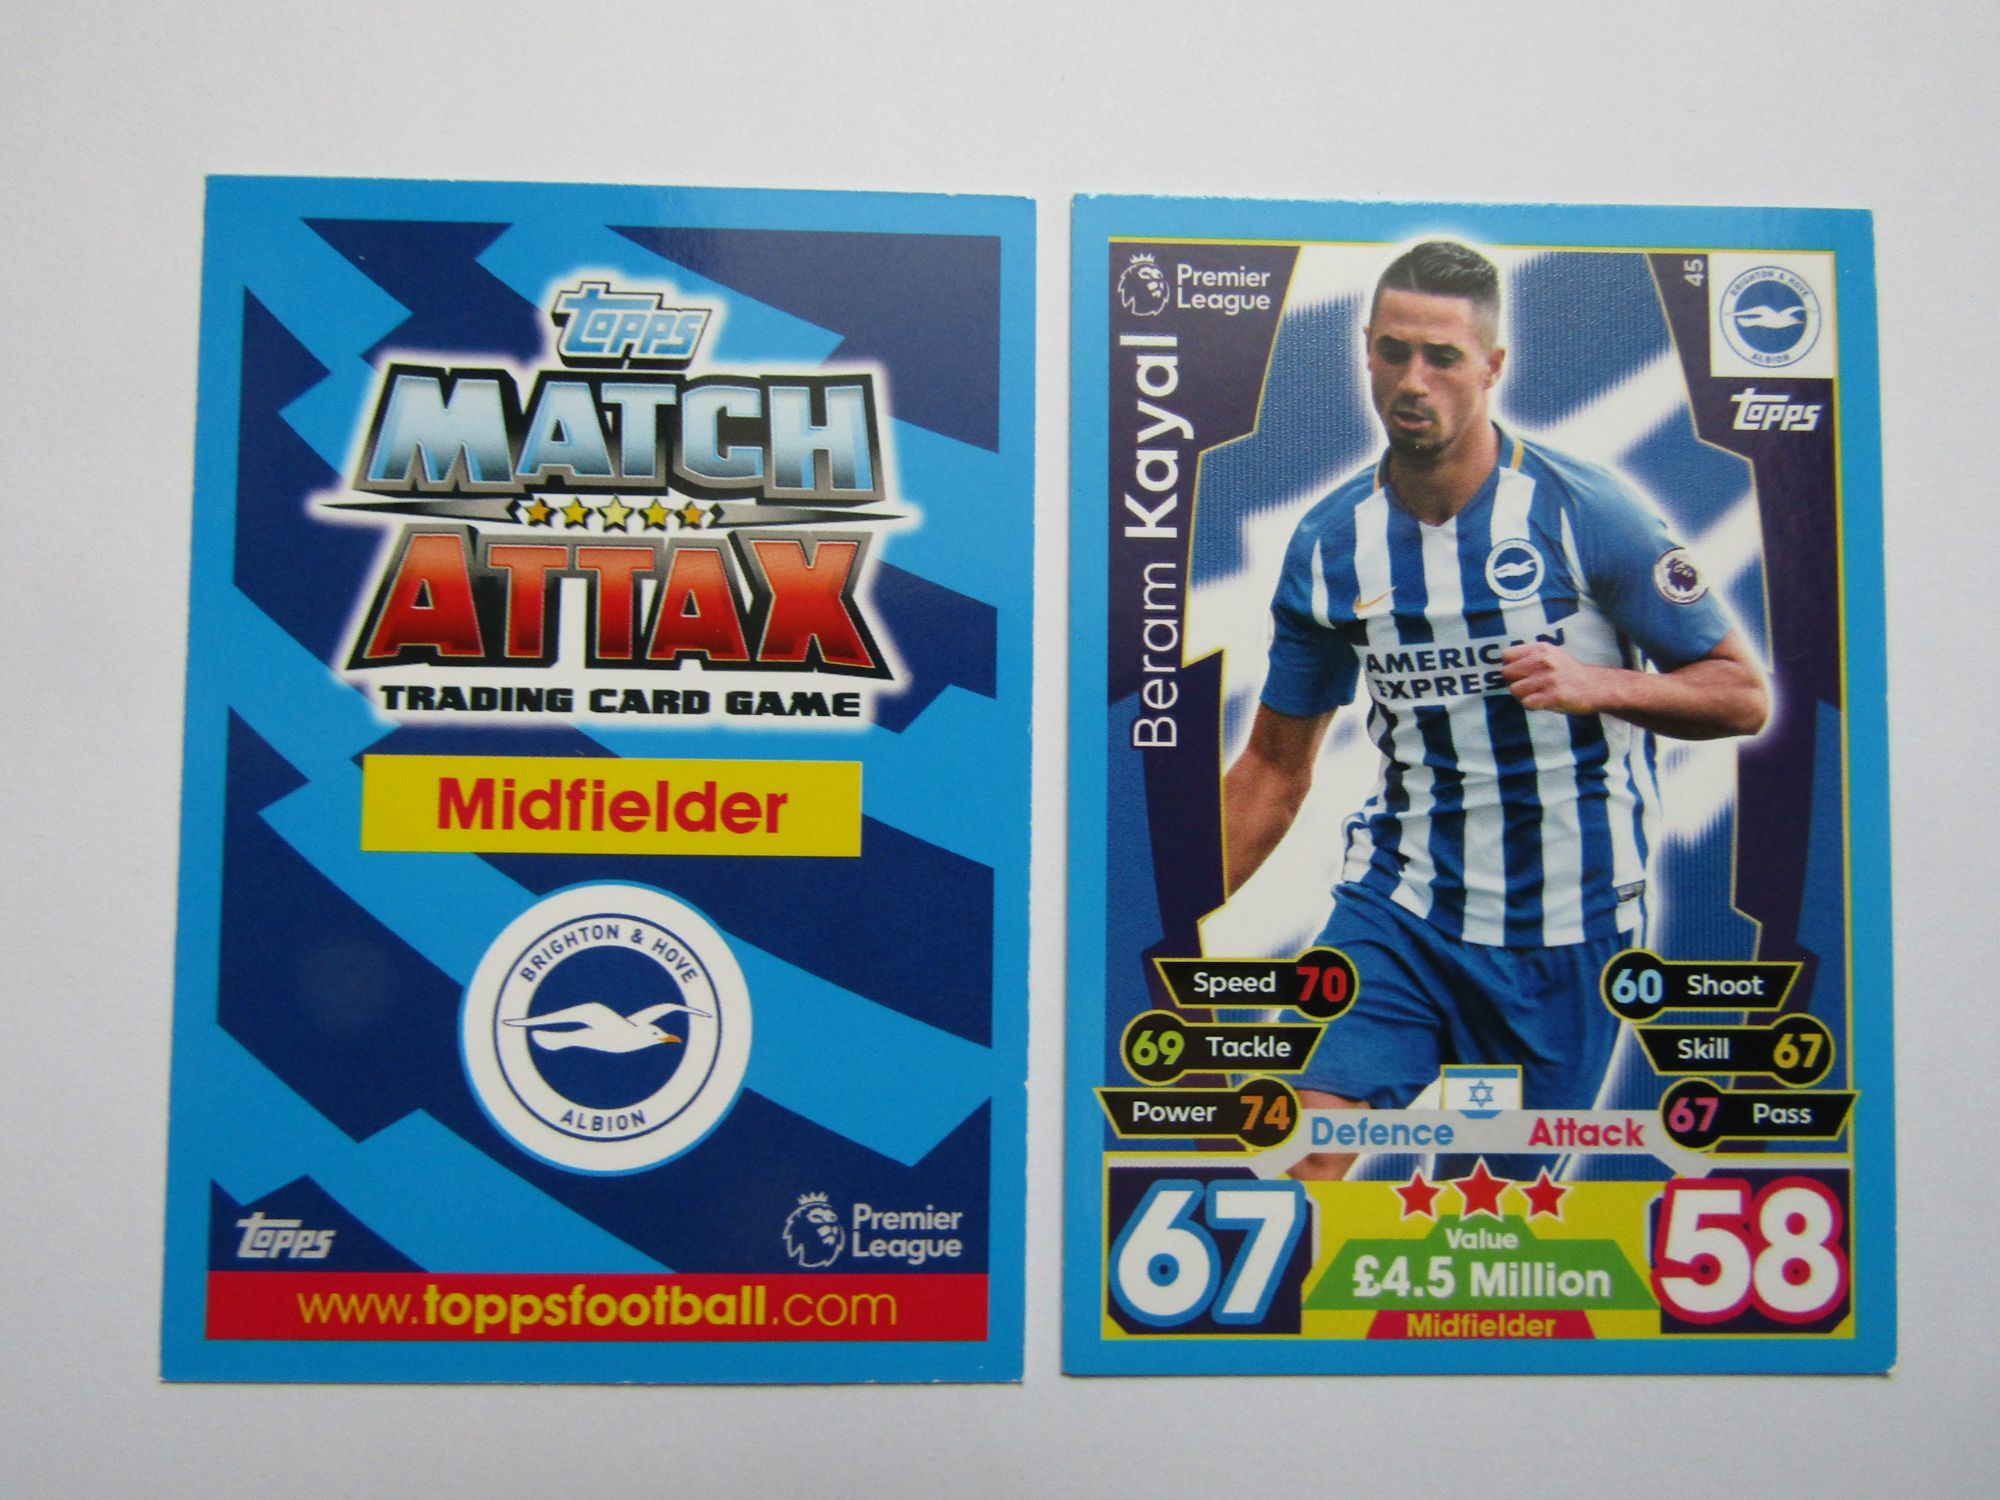 topps
MATCH
ATTAX
TRADING CARD GAME
Midfielder
BRIGHTON & HOVE
ALBION
topps
Premier
League
www.toppsfootball.com
Premier
League
45
BRIGHTON & HOVE
ALBION
topps
Beram Kayal
AMERICAN
EXPRES
Speed 70
60 Shoot
69 Tackle
Skill 67
Power 74
67 Pass
Defence
Attack
67
58
Value
£4.5 Million
Midfielder